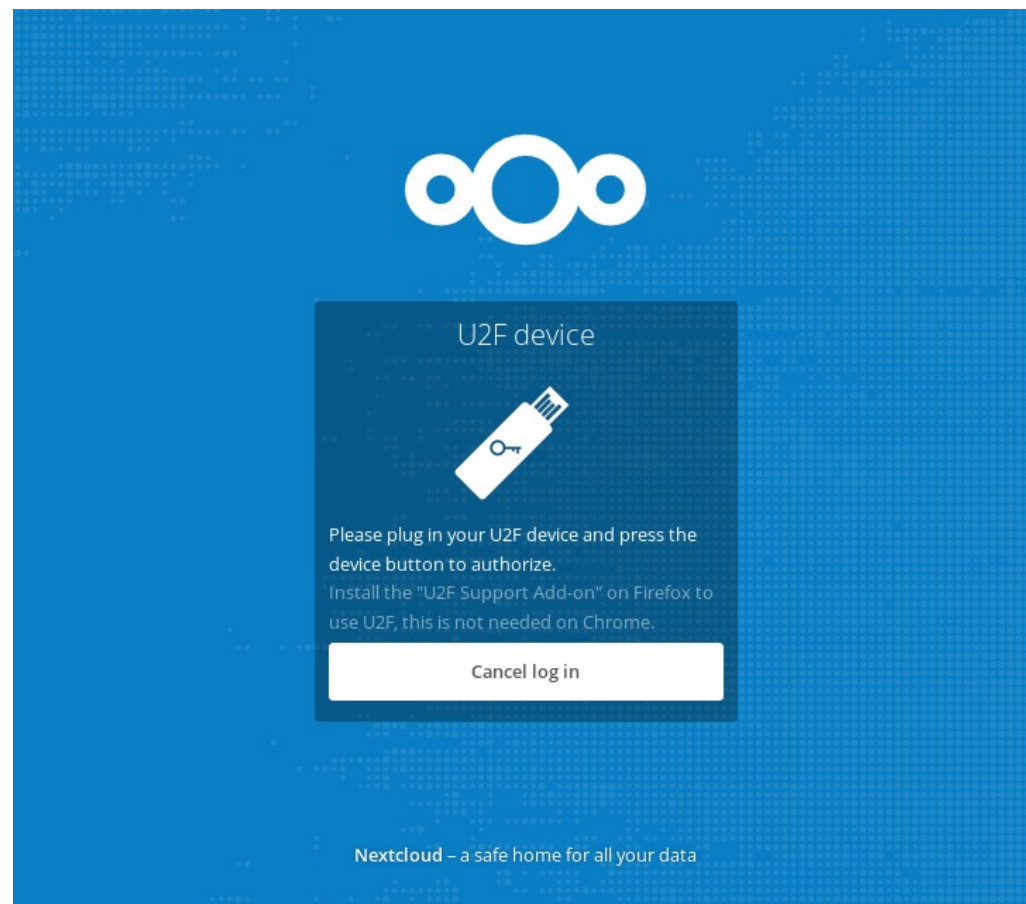 U2F device
Please plug in your U2F device and press the
device button to authorize.
Install the "U2F Support Add-on" on Firefox to
use U2F, this is not needed on Chrome.
Cancel log in
Nextcloud – a safe home for all your data